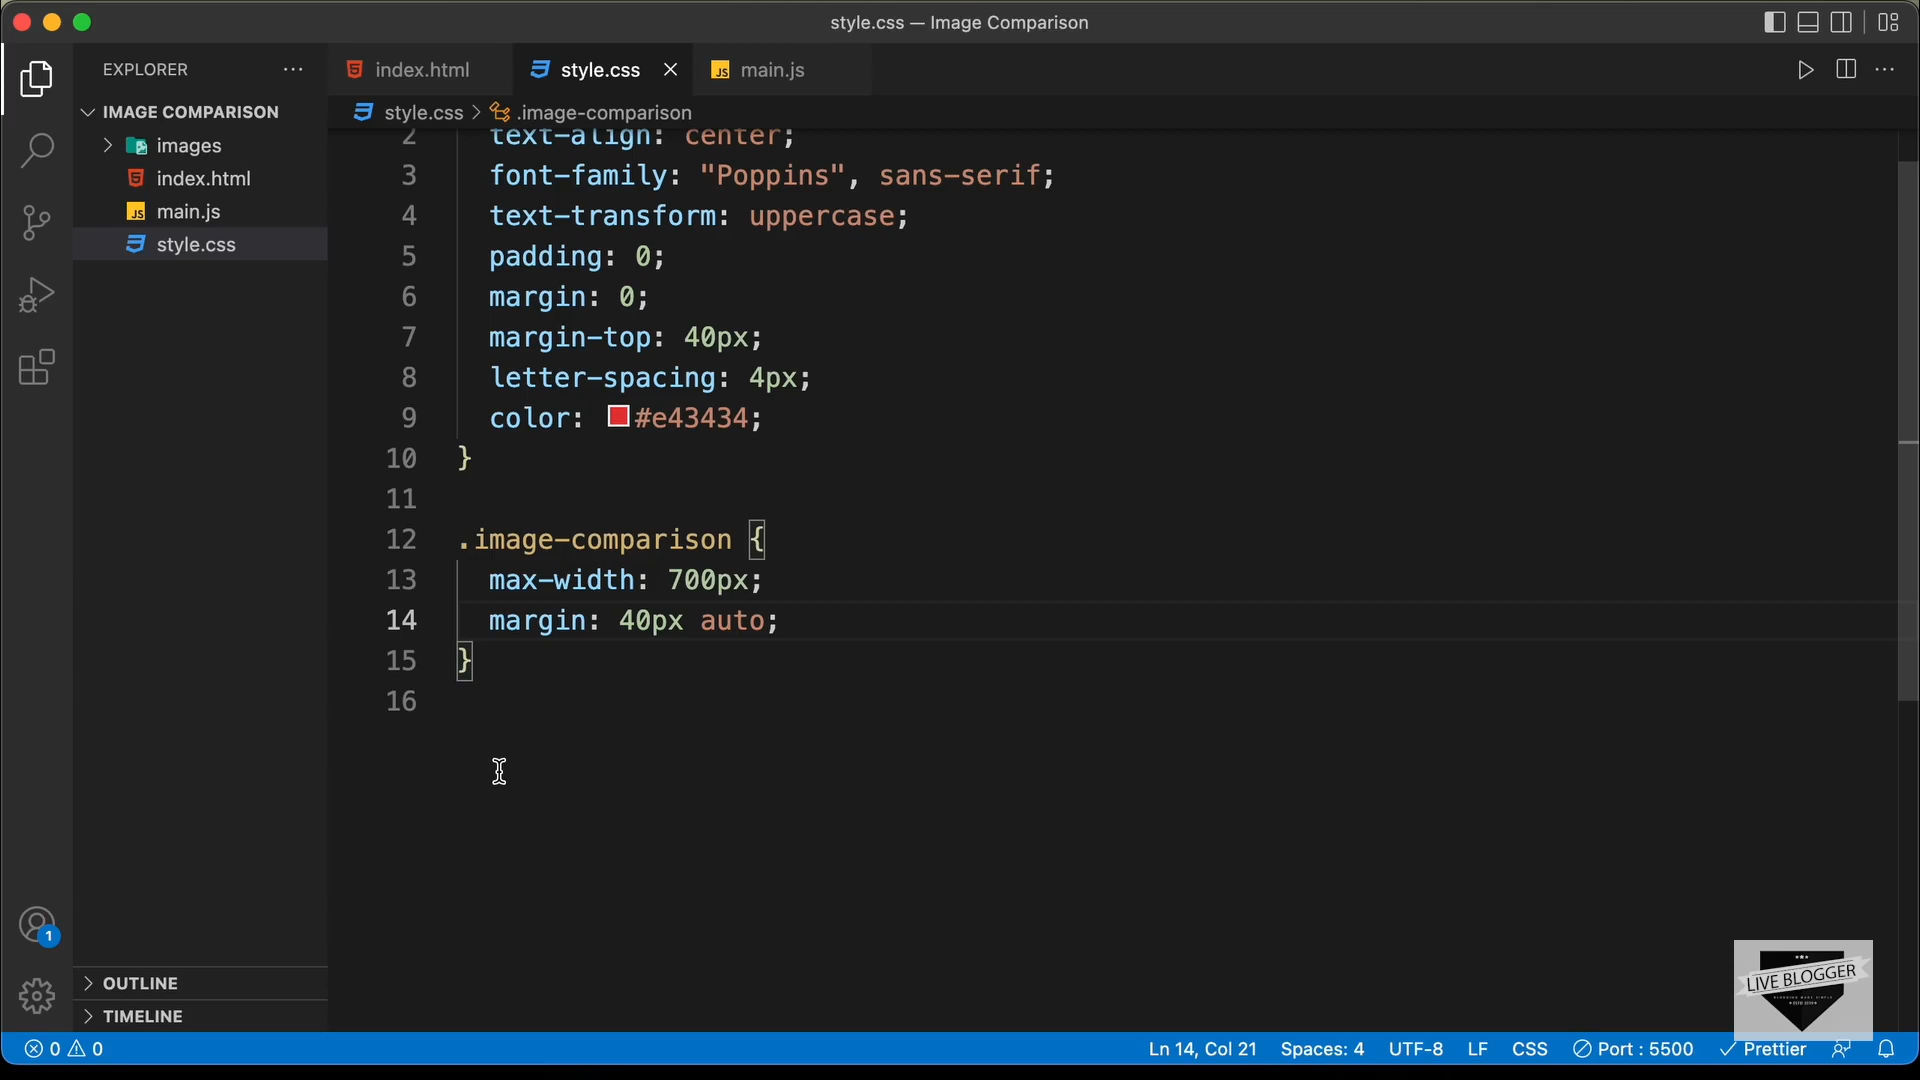 style.css — Image Comparison
EXPLORER
index.html
style.css
main.js
IMAGE COMPARISON
style.css > .image-comparison
images
index.html
main.js
style.css
2 text-align: center;
3 font-family: "Poppins", sans-serif;
4 text-transform: uppercase;
5 padding: 0;
6 margin: 0;
7 margin-top: 40px;
8 letter-spacing: 4px;
9 color: #e43434;
10 }
11
12 .image-comparison {
13 max-width: 700px;
14 margin: 40px auto;
15 }
16
1
OUTLINE
TIMELINE
LIVE BLOGGER
0 0
Ln 14, Col 21 Spaces: 4 UTF-8 LF CSS Port : 5500 Prettier